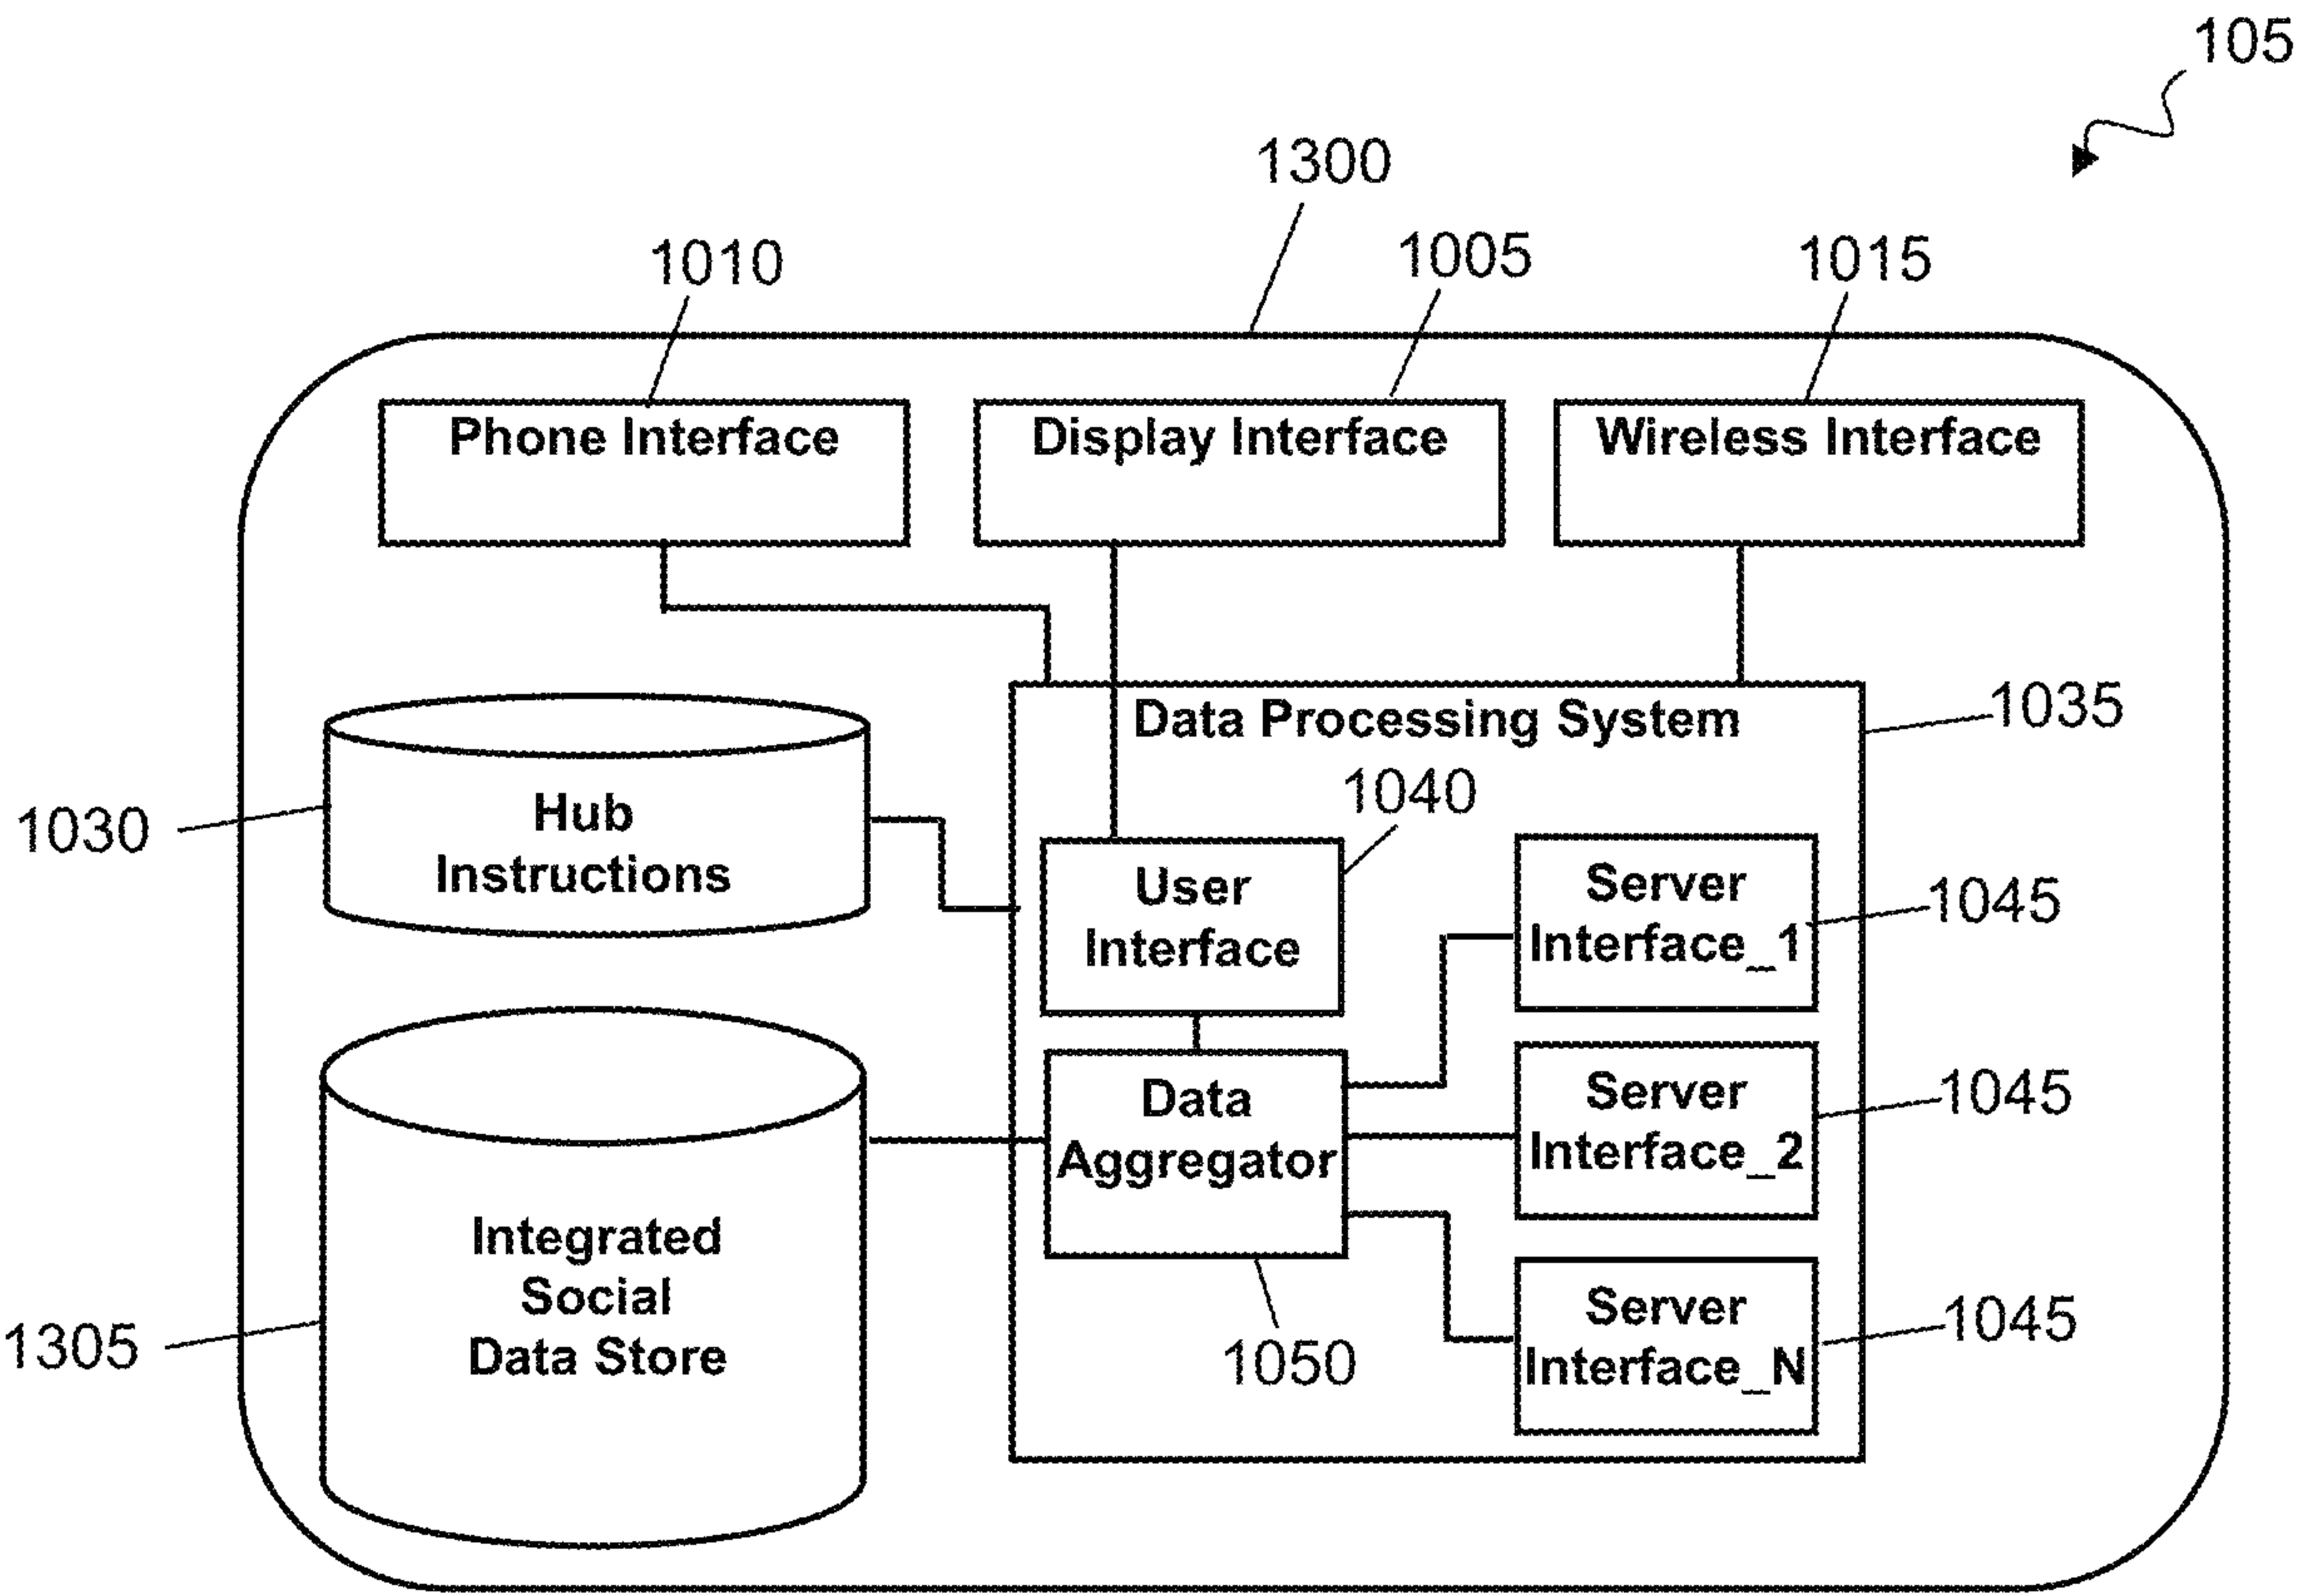 105
1300
1010
1005
1015
Phone Interface
Display Interface
Wireless Interface
Data Processing System
1035
1030
Hub
Instructions
1040
User
Interface
Server
Interface_1
1045
Data
Aggregator
Server
Interface_2
1045
1305
Integrated
Social
Data Store
1050
Server
Interface_N
1045